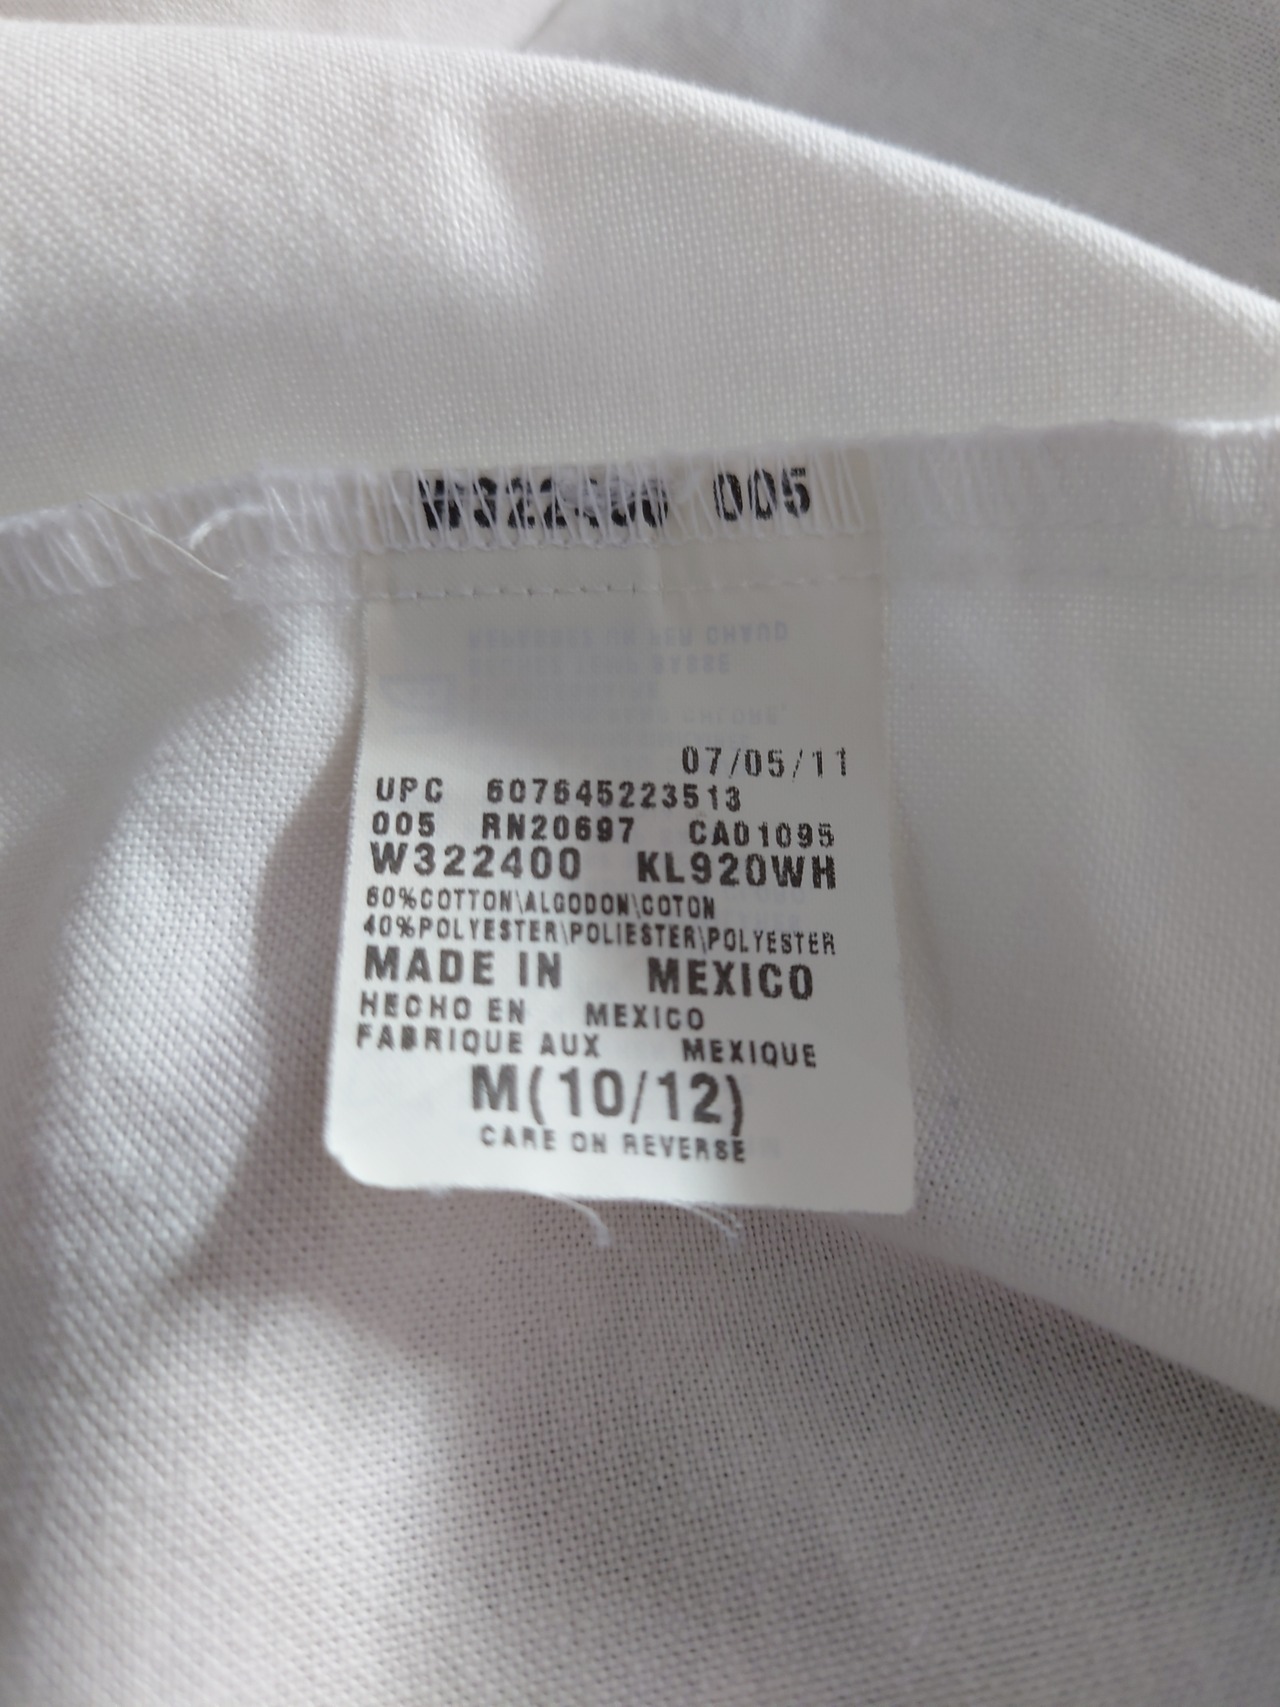 W322400 005
07/05/11
UPC 607645223513
005 RN20697 CA01095
W322400 KL920WH
60%COTTON\ALGODON\COTON
40%POLYESTER\POLIESTER\POLYESTER
MADE IN MEXICO
HECHO EN MEXICO
FABRIQUE AUX MEXIQUE
M(10/12)
CARE ON REVERSE